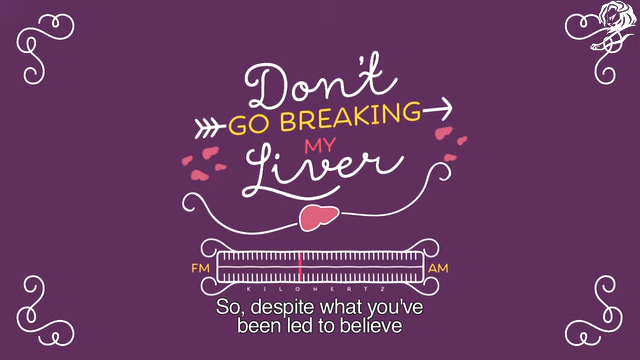 Don't
GO BREAKING
MY
Liver
FM AM
KILOHERTZ
So, despite what you've
been led to believe